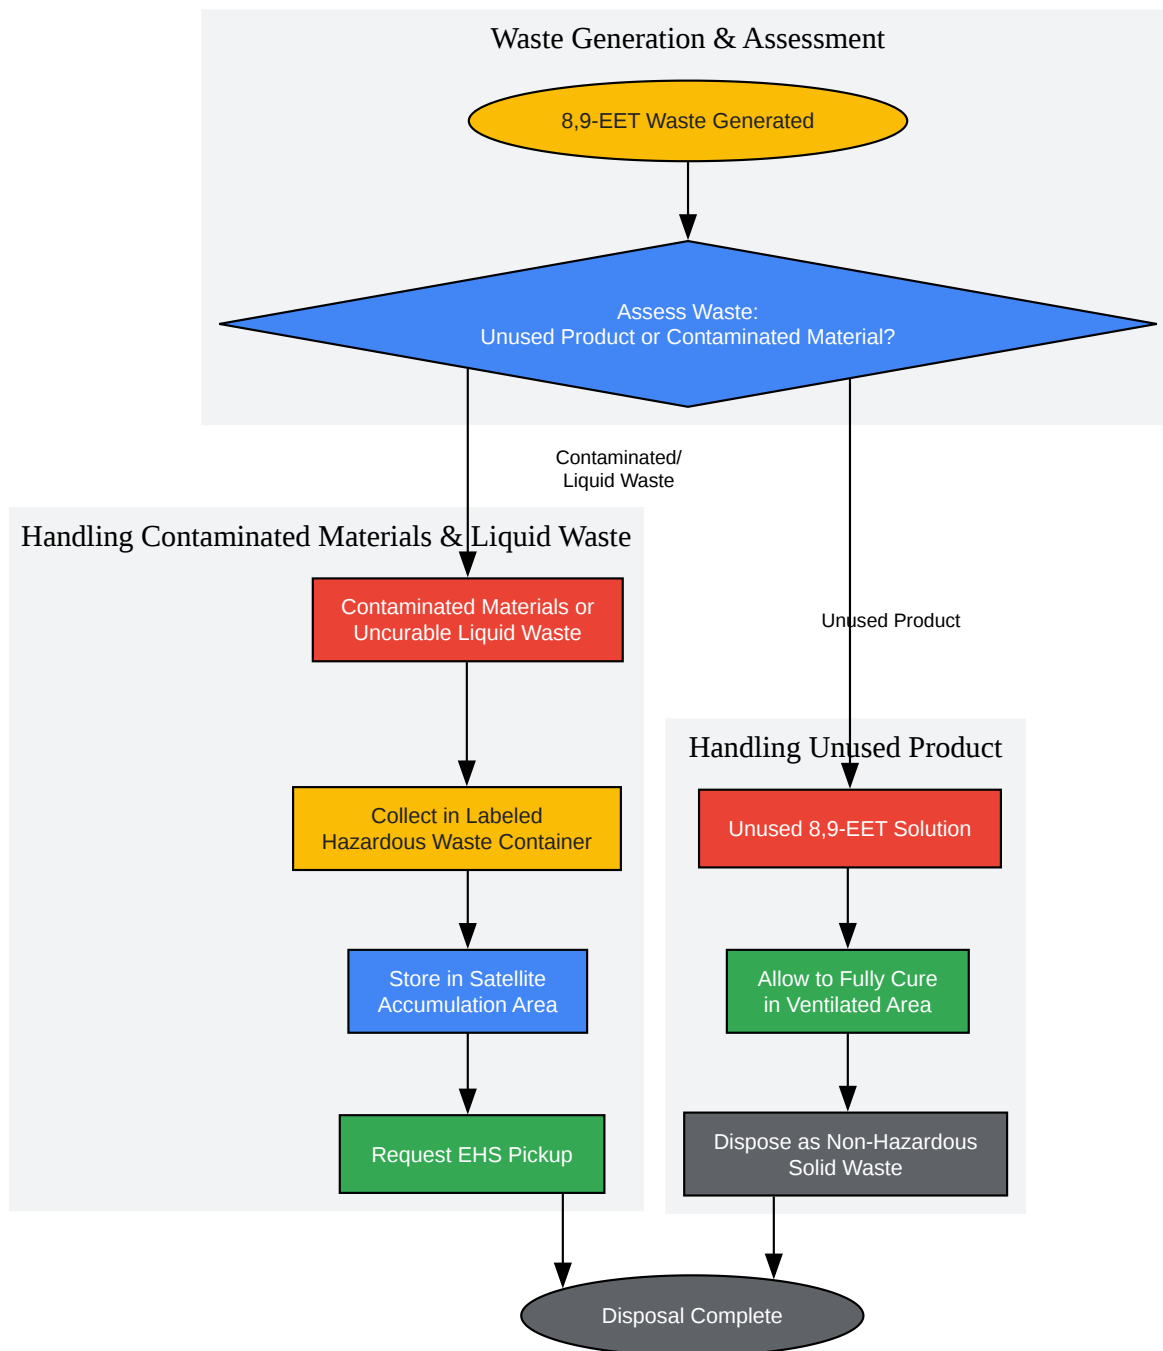 Waste Generation & Assessment
8,9-EET Waste Generated
Assess Waste:
Unused Product or Contaminated Material?
Contaminated/
Liquid Waste
Handling Contaminated Materials & Liquid Waste
Contaminated Materials or
Uncurable Liquid Waste
Collect in Labeled
Hazardous Waste Container
Store in Satellite
Accumulation Area
Request EHS Pickup
Unused Product
Handling Unused Product
Unused 8,9-EET Solution
Allow to Fully Cure
in Ventilated Area
Dispose as Non-Hazardous
Solid Waste
Disposal Complete